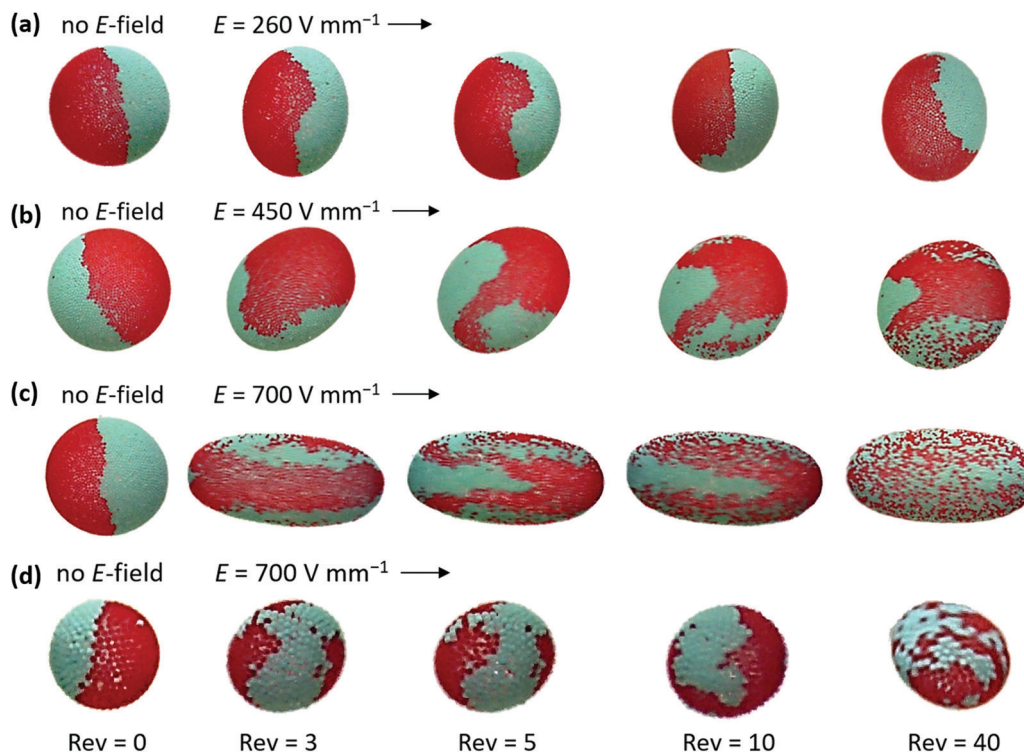 (a) no E-field E = 260 V mm⁻¹ →
(b) no E-field E = 450 V mm⁻¹ →
(c) no E-field E = 700 V mm⁻¹ →
(d) no E-field E = 700 V mm⁻¹ →
Rev = 0 Rev = 3 Rev = 5 Rev = 10 Rev = 40